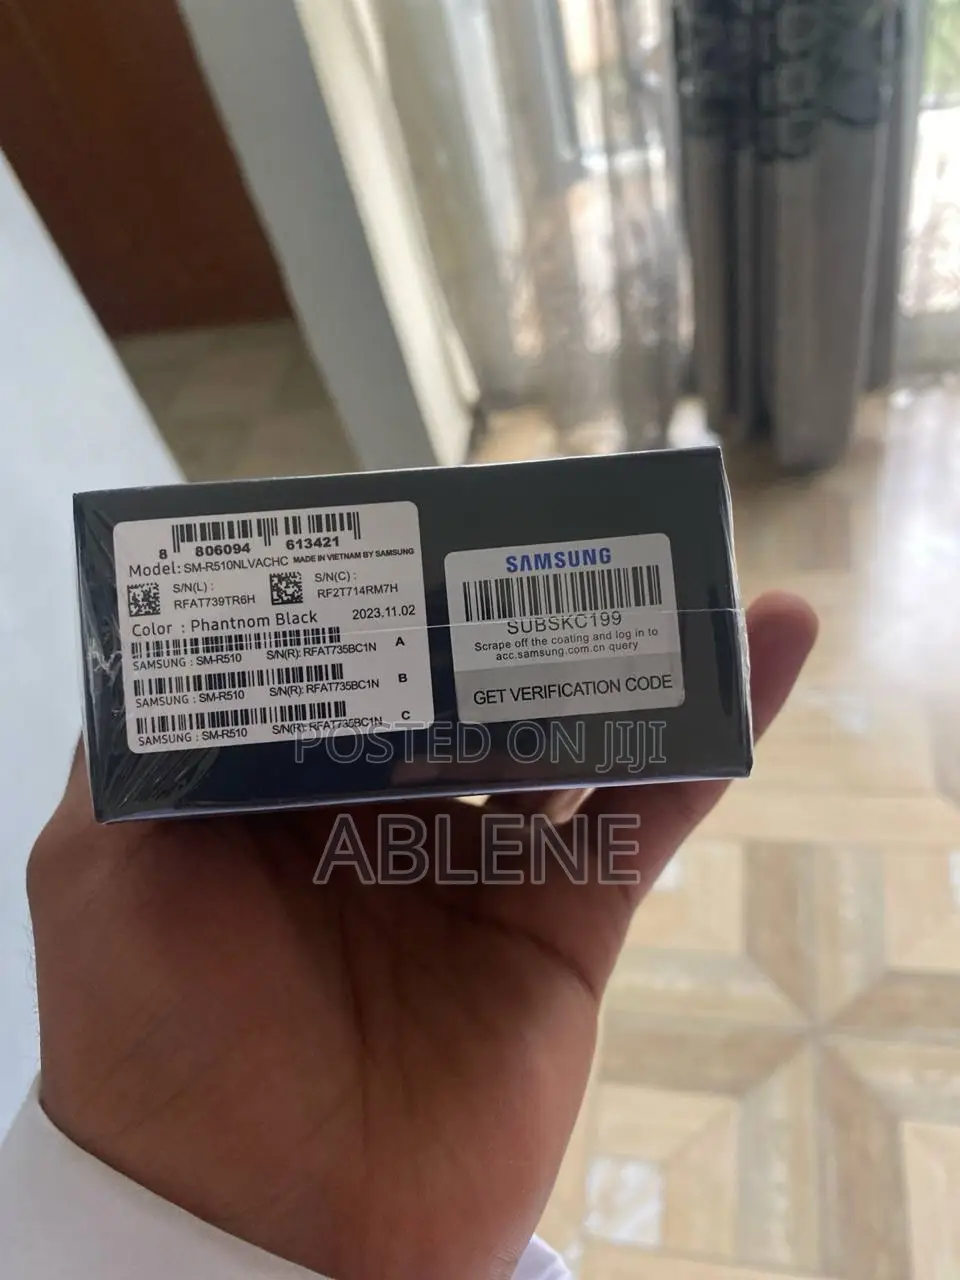 8 806094 613421
Model: SM-R510NLVACHC MADE IN VIETNAM BY SAMSUNG
S/N(L) :
RFAT739TR6H
S/N(C) :
RF2T714RM7H
Color : Phantnom Black 2023.11.02
SAMSUNG : SM-R510 S/N(R): RFAT735BC1N A
SAMSUNG : SM-R510 S/N(R): RFAT735BC1N B
SAMSUNG : SM-R510 S/N(R): RFAT735BC1N C
SAMSUNG
SUBSKC199
Scrape off the coating and log in to
acc.samsung.com.cn query
GET VERIFICATION CODE
POSTED ON JIJI
ABLENE